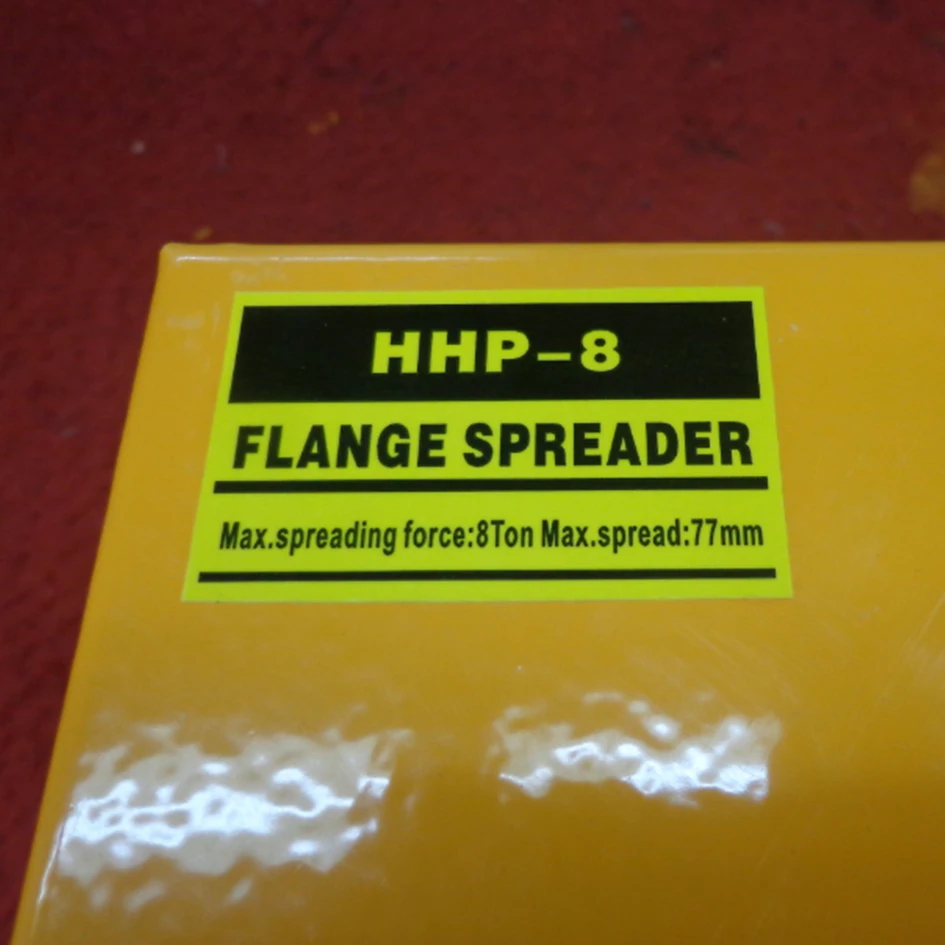 HHP-8
FLANGE SPREADER
Max.spreading force:8Ton Max.spread:77mm